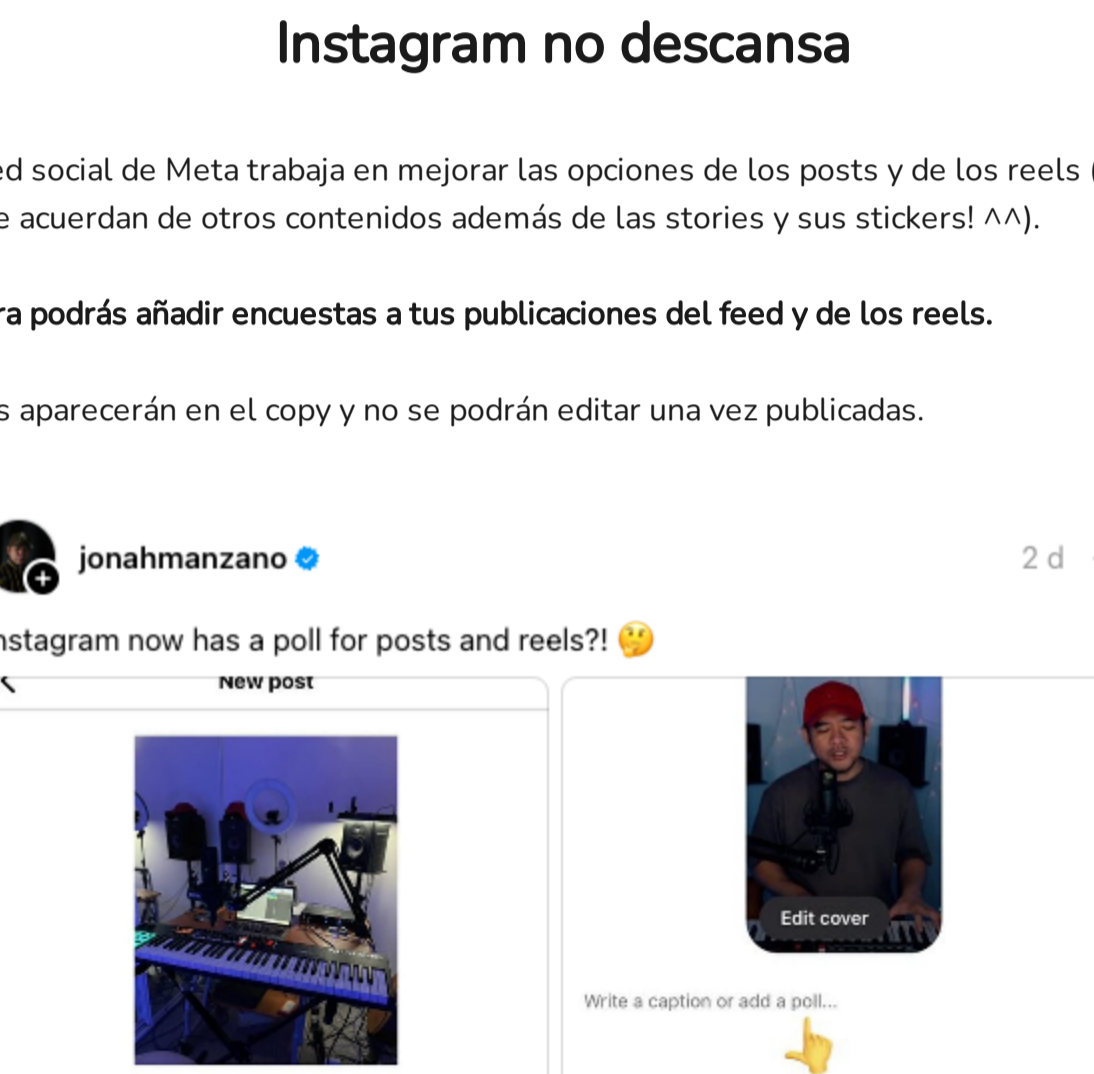 Instagram no descansa
ed social de Meta trabaja en mejorar las opciones de los posts y de los reels (
e acuerdan de otros contenidos además de las stories y sus stickers! ^^).
ra podrás añadir encuestas a tus publicaciones del feed y de los reels.
s aparecerán en el copy y no se podrán editar una vez publicadas.
jonahmanzano
2 d
nstagram now has a poll for posts and reels?! 🤔
New post
Edit cover
Write a caption or add a poll...